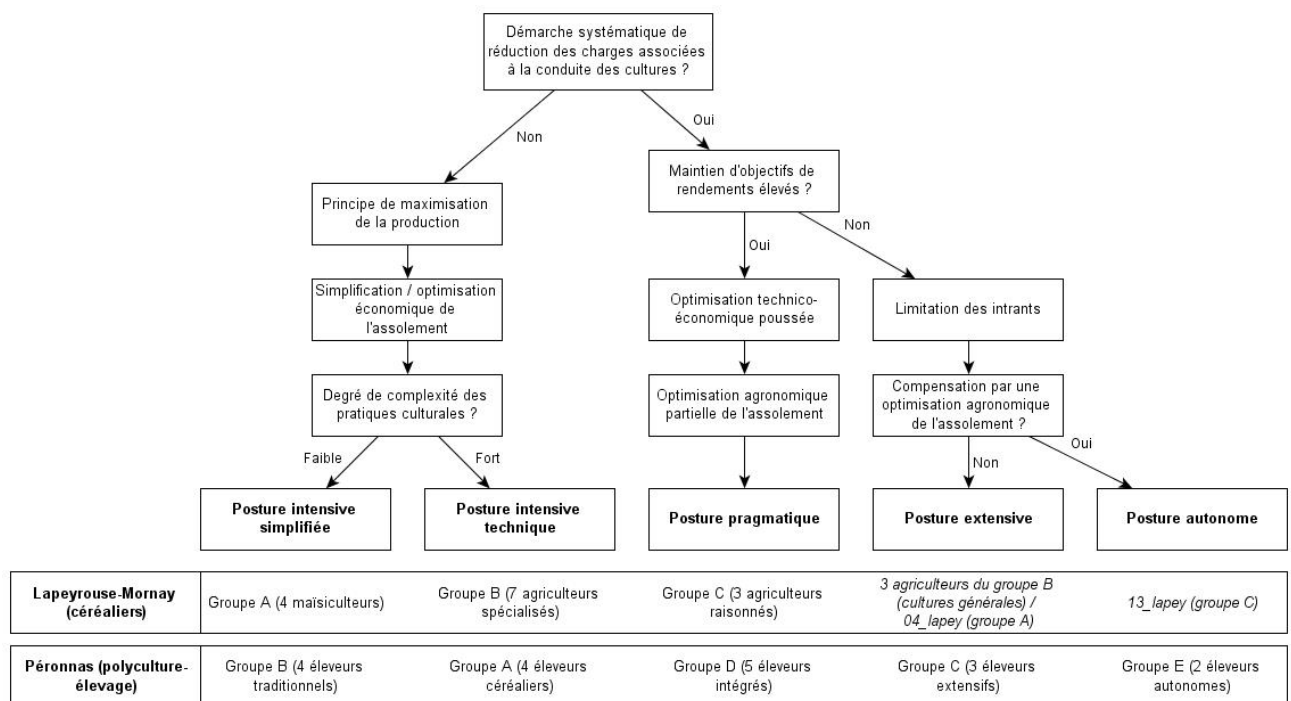 Démarche systématique de
réduction des charges associées
à la conduite des cultures ?
Non
Oui
Maintien d'objectifs de
rendements élevés ?
Principe de maximisation
de la production
Oui
Non
Simplification / optimisation
économique de
l'assolement
Optimisation technico-
économique poussée
Limitation des intrants
Degré de complexité des
pratiques culturales ?
Optimisation agronomique
partielle de l'assolement
Compensation par une
optimisation agronomique
de l'assolement ?
Faible
Fort
Non
Oui
Posture intensive
simplifiée
Posture intensive
technique
Posture pragmatique
Posture extensive
Posture autonome
Lapeyrouse-Mornay
(céréaliers)
Groupe A (4 maïsiculteurs)
Groupe B (7 agriculteurs
spécialisés)
Groupe C (3 agriculteurs
raisonnés)
3 agriculteurs du groupe B
(cultures générales) /
04_lapey (groupe A)
13_lapey (groupe C)
Péronnas (polyculture-
élevage)
Groupe B (4 éleveurs
traditionnels)
Groupe A (4 éleveurs
céréaliers)
Groupe D (5 éleveurs
intégrés)
Groupe C (3 éleveurs
extensifs)
Groupe E (2 éleveurs
autonomes)